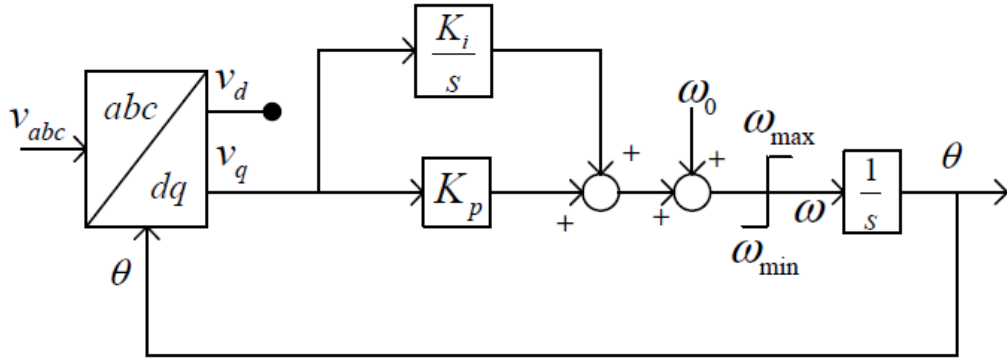 v_abc
abc
dq
v_d
v_q
θ
K_i
s
K_p
+
+
ω_0
+
+
ω_max
ω_min
ω
1
s
θ